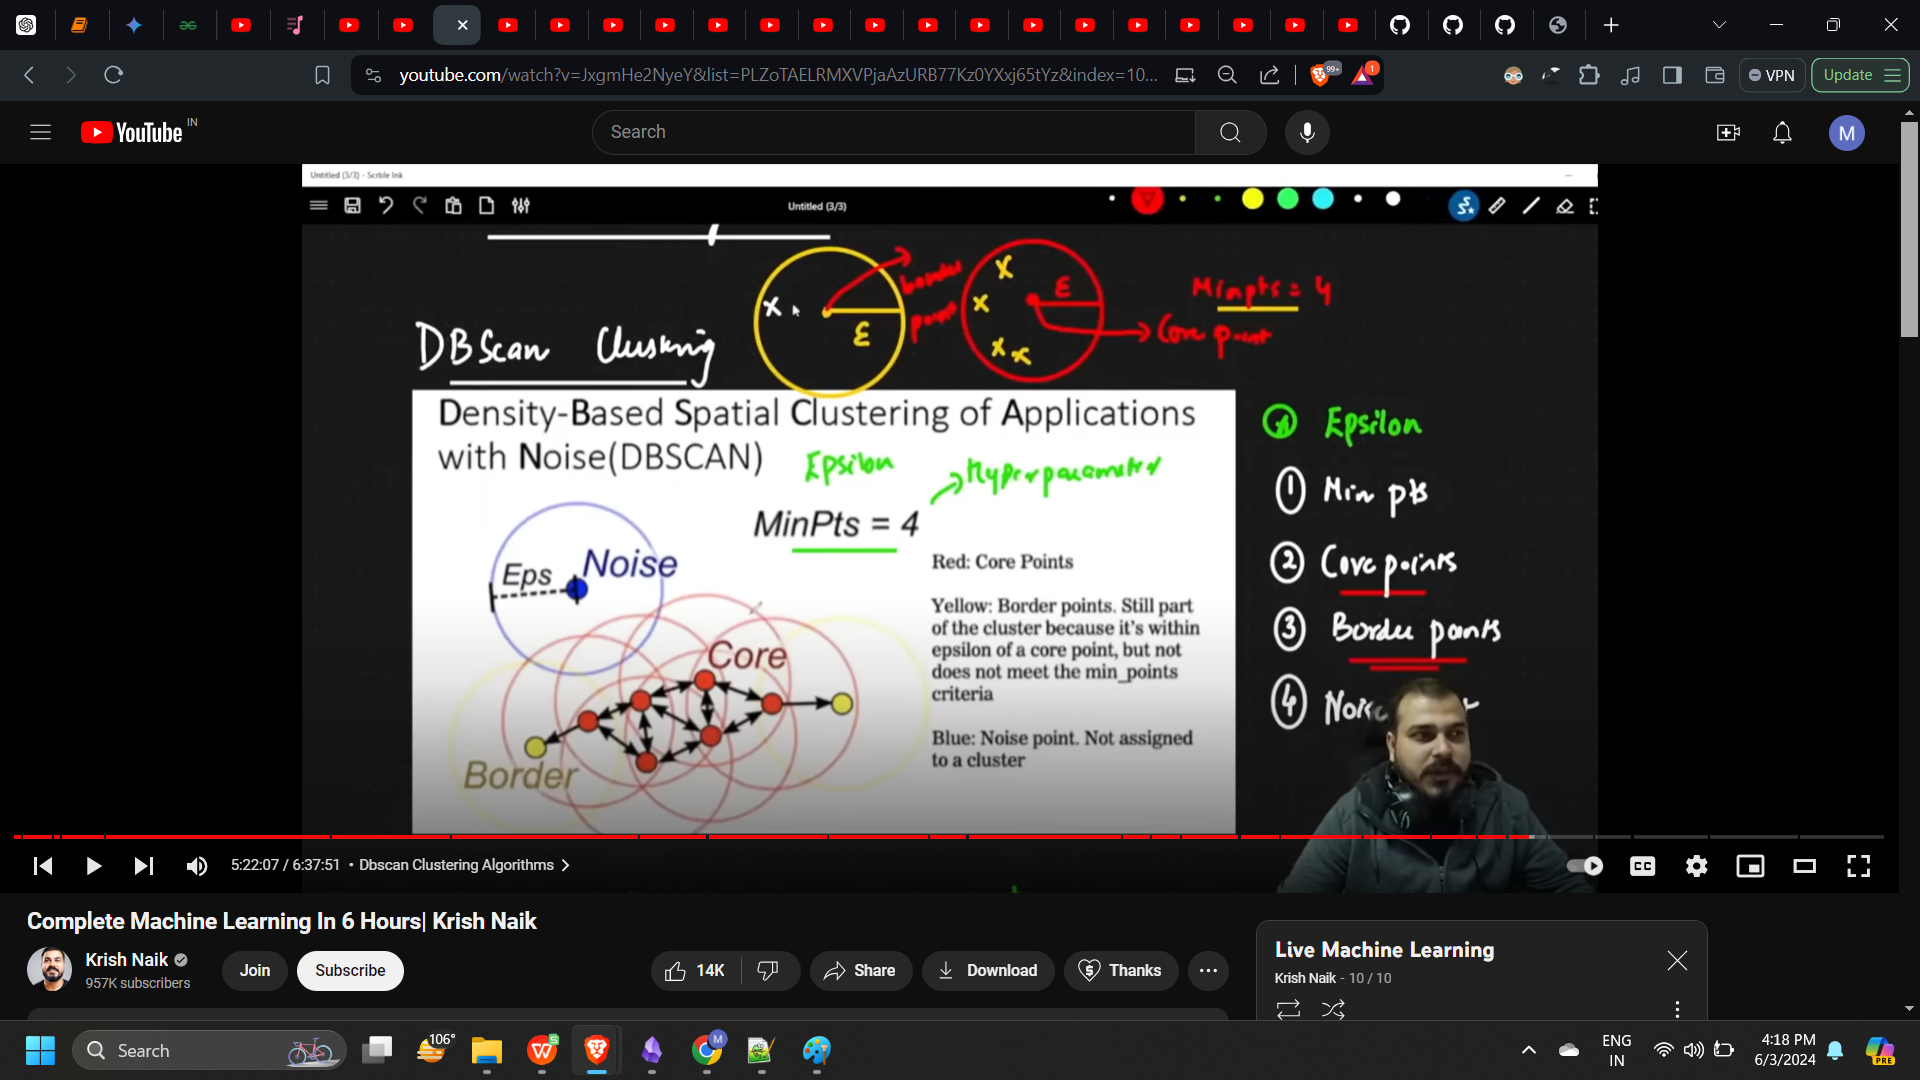 youtube.com/watch?v=JxgmHe2NyeY&list=PLZoTAELRMXVPjaAzURB77Kz0YXxj65tYz&index=10...
99+
1
VPN
Update
YouTube IN
Search
M
Untitled (3/3) - Scrble Ink
Untitled (3/3)
x
border
point
ε
x
x
x x
E
Minpts = 4
Core point
DBScan Clustering
Density-Based Spatial Clustering of Applications
with Noise(DBSCAN)
Epsilon
Hyperparameter
MinPts = 4
Eps
Noise
Core
Border
Red: Core Points
Yellow: Border points. Still part
of the cluster because it's within
epsilon of a core point, but not
does not meet the min_points
criteria
Blue: Noise point. Not assigned
to a cluster
Epsilon
① Min pts
② Core points
③ Border points
④
5:22:07 / 6:37:51 • Dbscan Clustering Algorithms
CC
Complete Machine Learning In 6 Hours| Krish Naik
Krish Naik
957K subscribers
Join
Subscribe
14K
Share
Download
Thanks
Live Machine Learning
Krish Naik - 10 / 10
Search
106°
M
ENG
IN
4:18 PM
6/3/2024
PRE